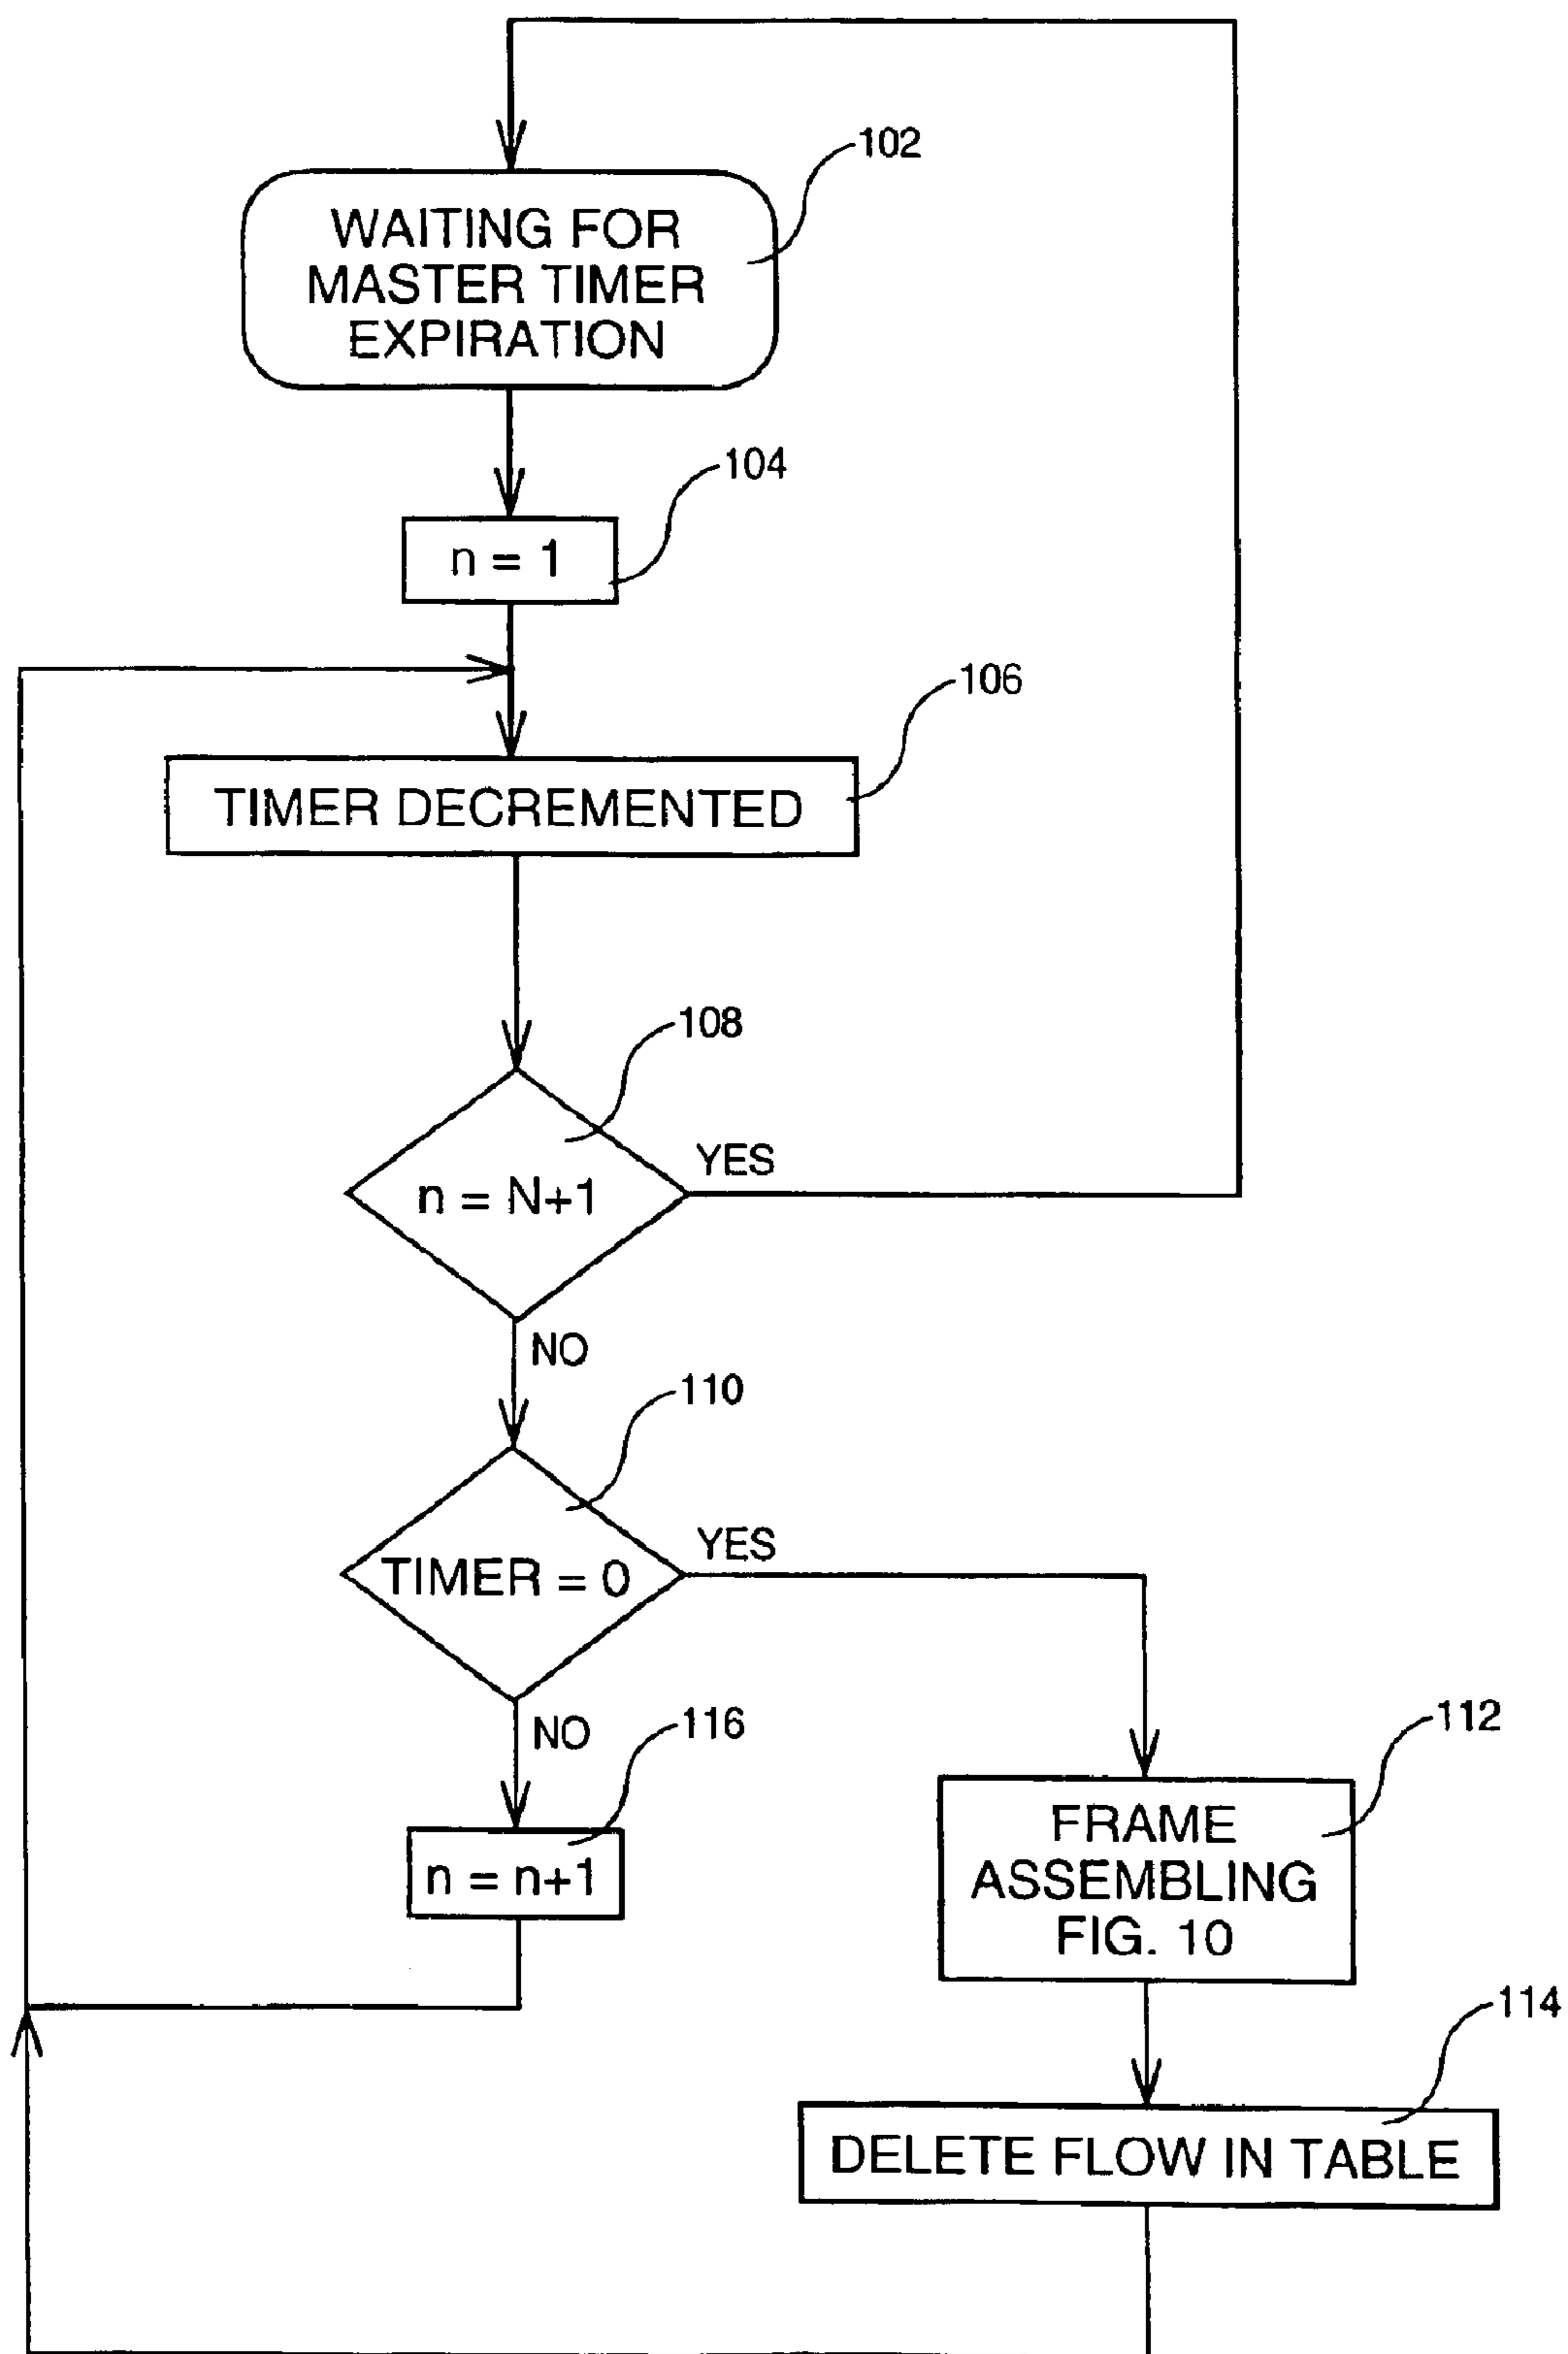 102
WAITING FOR
MASTER TIMER
EXPIRATION
104
n = 1
106
TIMER DECREMENTED
108
YES
n = N+1
NO
110
YES
TIMER = 0
NO
116
n = n+1
112
FRAME
ASSEMBLING
FIG. 10
114
DELETE FLOW IN TABLE